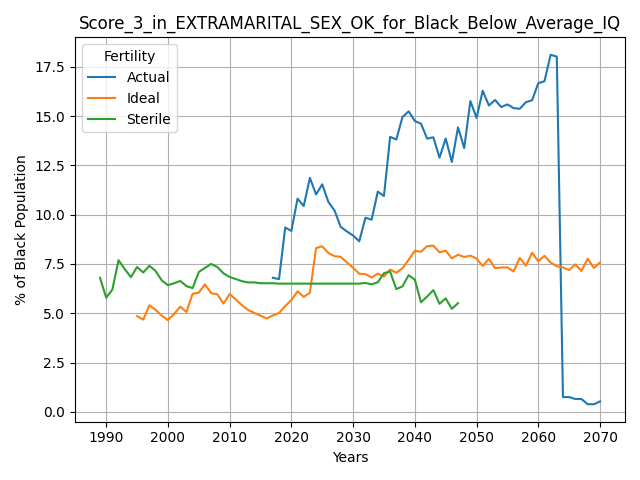 Score_3_in_EXTRAMARITAL_SEX_OK_for_Black_Below_Average_IQ
Fertility
Actual
Ideal
Sterile
% of Black Population
17.5
15.0
12.5
10.0
7.5
5.0
2.5
0.0
1990 2000 2010 2020 2030 2040 2050 2060 2070
Years